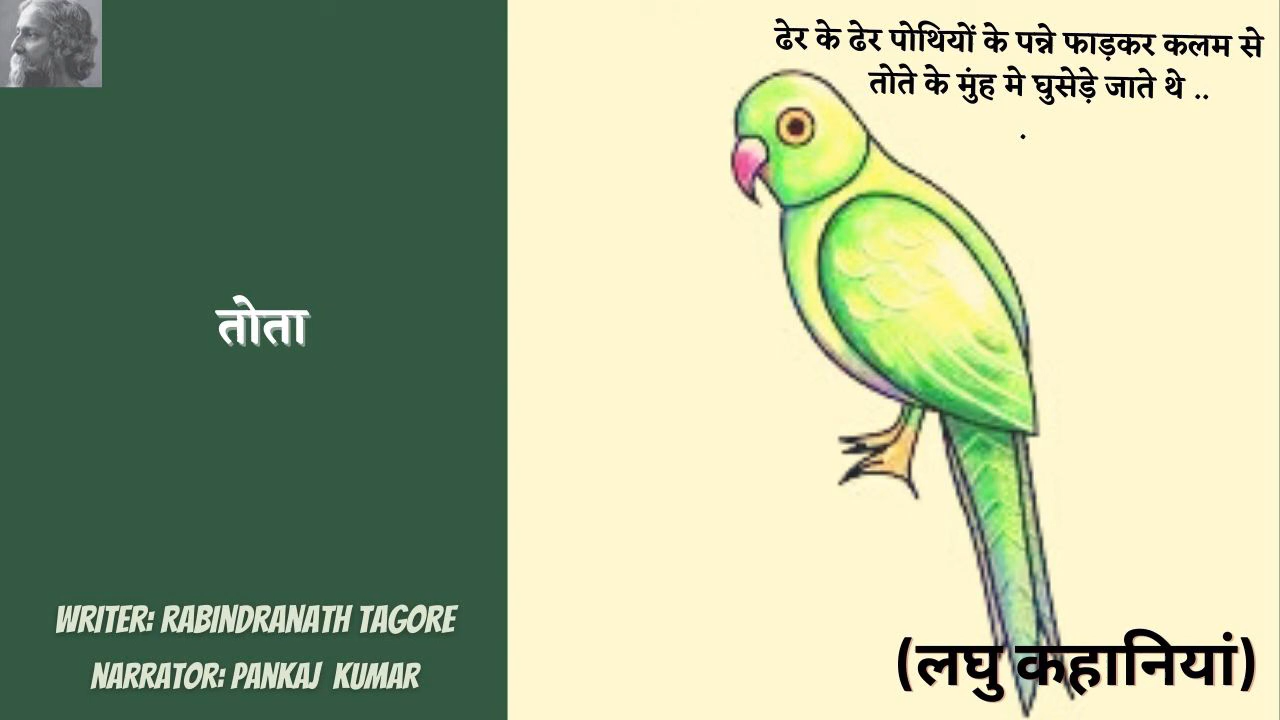 ढेर के ढेर पोथियों के पन्ने फाड़कर कलम से
तोते के मुंह मे घुसेड़े जाते थे ..
.
तोता
WRITER: RABINDRANATH TAGORE
NARRATOR: PANKAJ KUMAR
(लघु कहानियां)